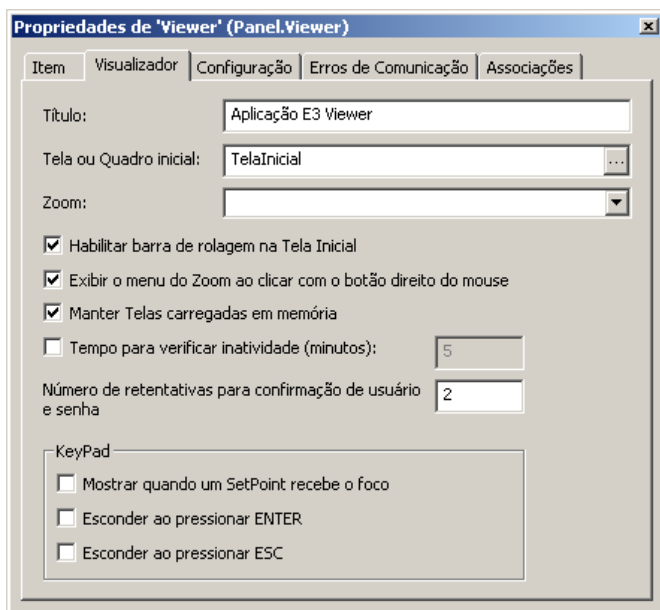 Propriedades de 'Viewer' (Panel.Viewer)
Item Visualizador Configuração Erros de Comunicação Associações
Título: Aplicação E3 Viewer
Tela ou Quadro inicial: TelaInicial ...
Zoom:
Habilitar barra de rolagem na Tela Inicial
Exibir o menu do Zoom ao clicar com o botão direito do mouse
Manter Telas carregadas em memória
Tempo para verificar inatividade (minutos): 5
Número de retentativas para confirmação de usuário
e senha 2
KeyPad
Mostrar quando um SetPoint recebe o foco
Esconder ao pressionar ENTER
Esconder ao pressionar ESC